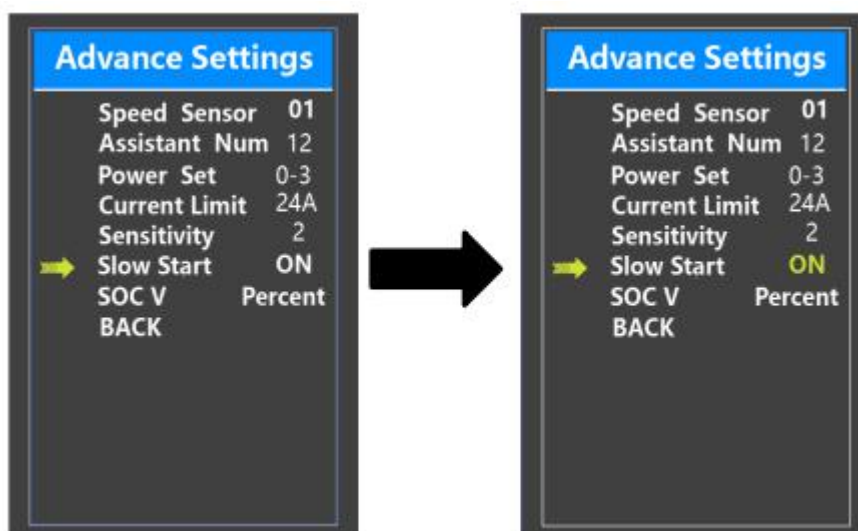 Advance Settings
Speed Sensor 01
Assistant Num 12
Power Set 0-3
Current Limit 24A
Sensitivity 2
Slow Start ON
SOC V Percent
BACK
Advance Settings
Speed Sensor 01
Assistant Num 12
Power Set 0-3
Current Limit 24A
Sensitivity 2
Slow Start ON
SOC V Percent
BACK